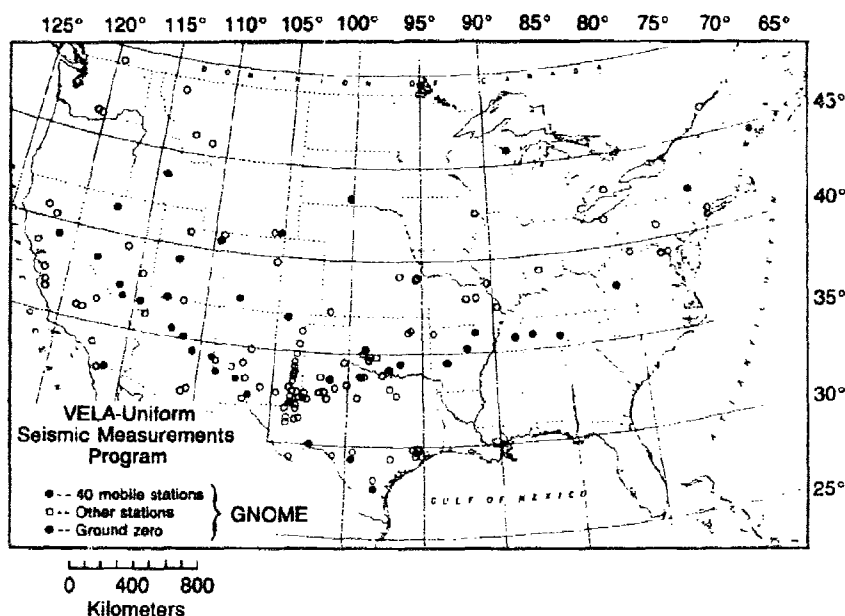 125° 120° 115° 110° 105° 100° 95° 90° 85° 80° 75° 70° 65°
45°
40°
35°
30°
25°
VELA-Uniform
Seismic Measurements
Program
40 mobile stations
Other stations
Ground zero
GNOME
GULF OF MEXICO
0 400 800
Kilometers